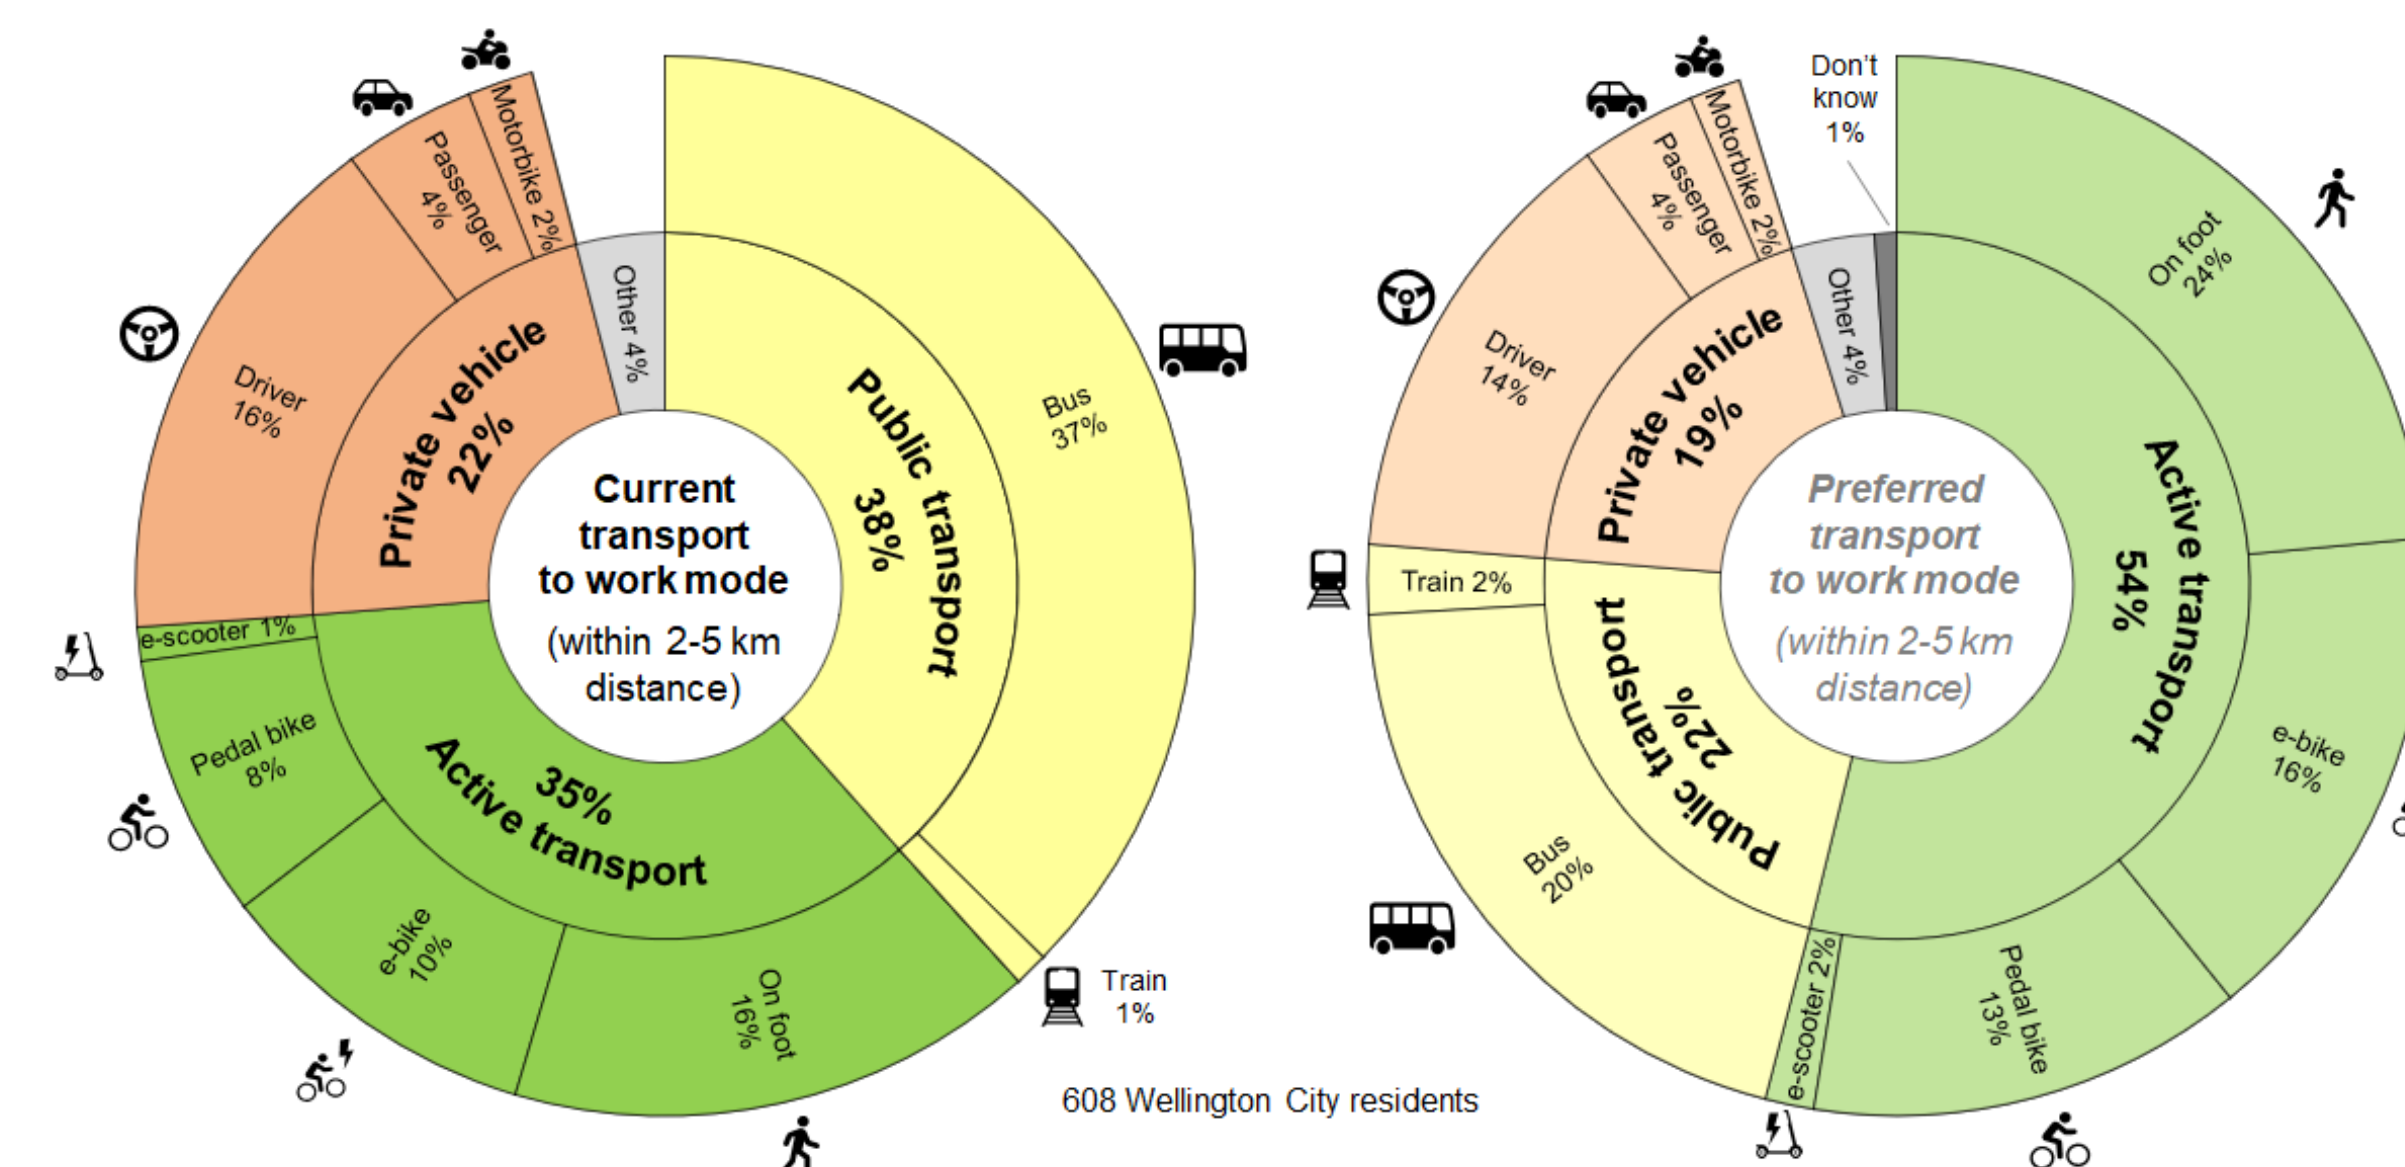 Motorbike 2%
Passenger
4%
Driver
16%
Private vehicle
22%
Other 4%
Public transport
38%
Bus
37%
Current
transport
to work mode
(within 2-5 km
distance)
e-scooter 1%
Pedal bike
8%
35%
Active transport
e-bike
10%
On foot
16%
Train
1%
608 Wellington City residents
Motorbike 2%
Passenger
4%
Don't
know
1%
Driver
14%
Private vehicle
19%
Other 4%
On foot
24%
Active transport
54%
Preferred
transport
to work mode
(within 2-5 km
distance)
Train 2%
Public transport
22%
Bus
20%
e-bike
16%
e-scooter 2%
Pedal bike
13%